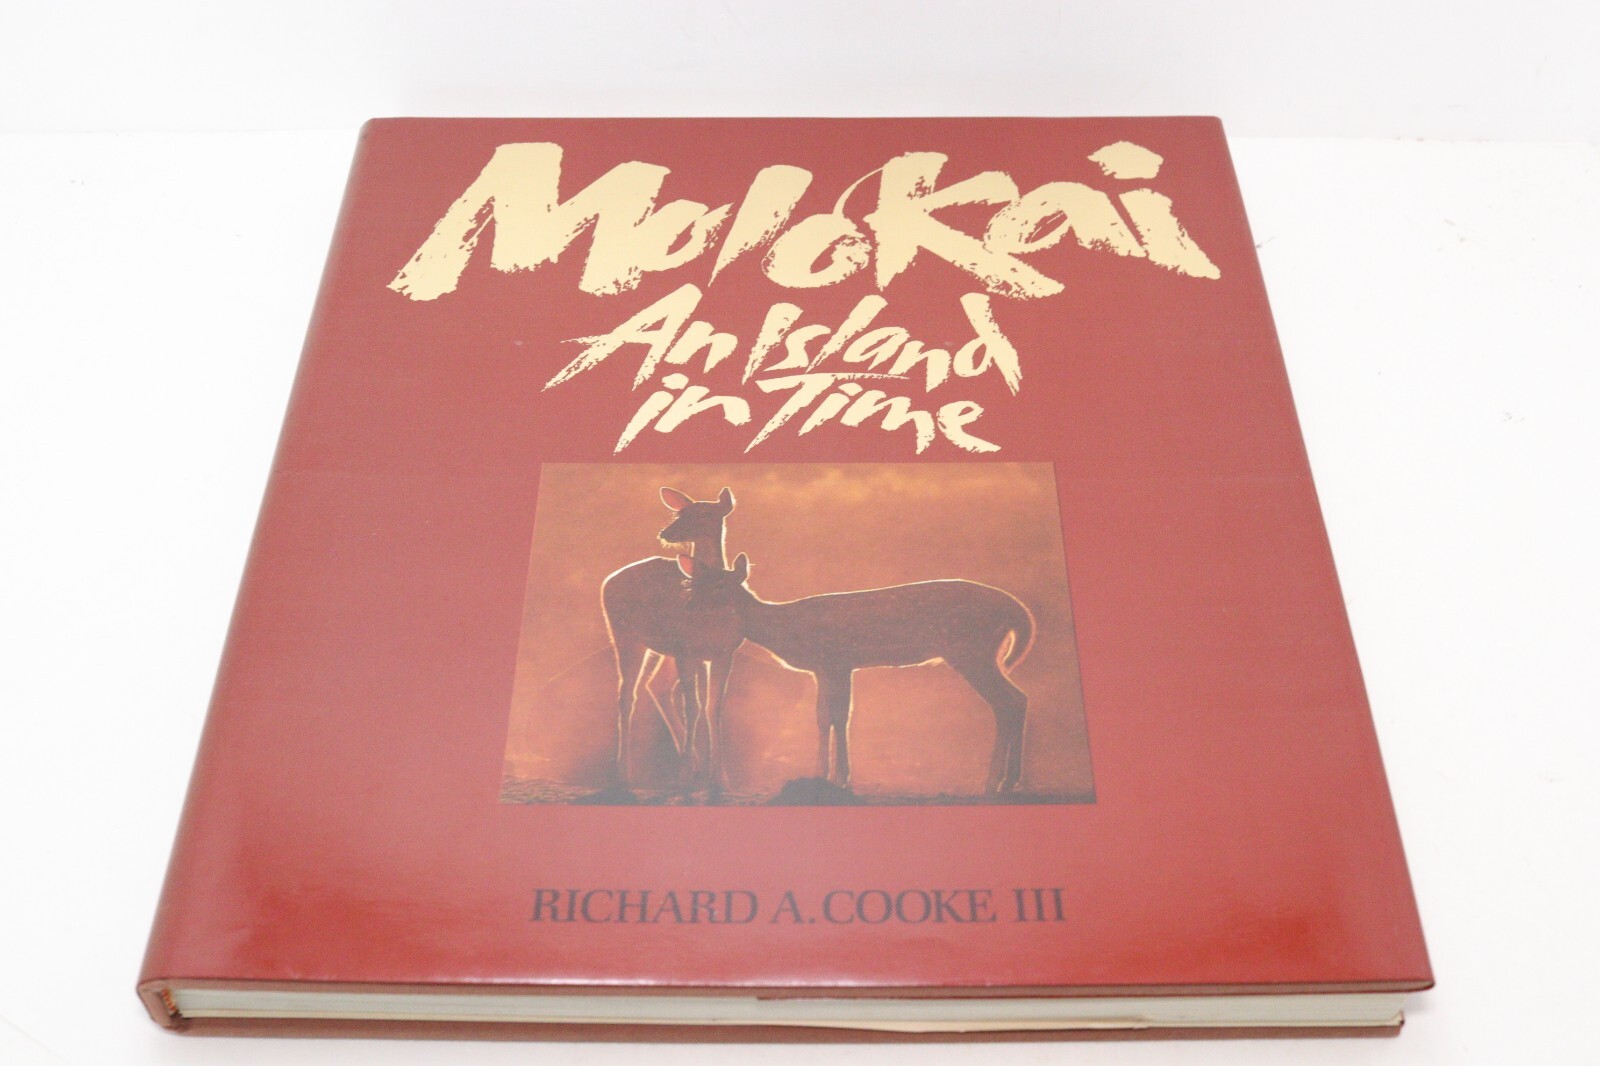 Molokai
An Island
in Time
RICHARD A. COOKE III